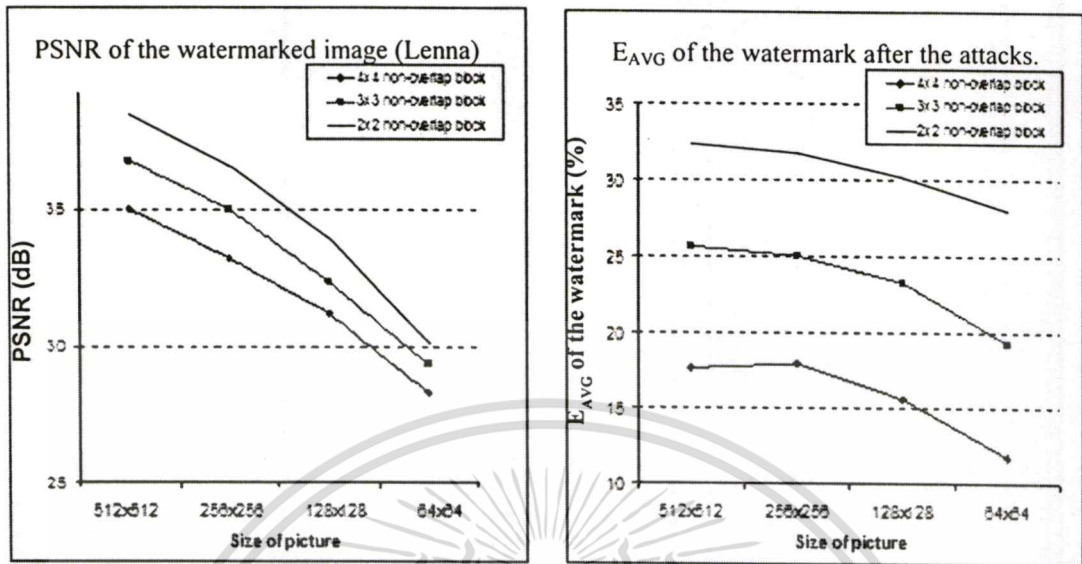 PSNR of the watermarked image (Lenna)
4x4 non-overlap block
3x3 non-overlap block
2x2 non-overlap block
35
30
25
PSNR (dB)
512x512 256x256 128x128 64x64
Size of picture
E_AVG of the watermark after the attacks.
4x4 non-overlap block
3x3 non-overlap block
2x2 non-overlap block
35
30
25
20
15
10
E_AVG of the watermark (%)
512x512 256x256 128x128 64x64
Size of picture